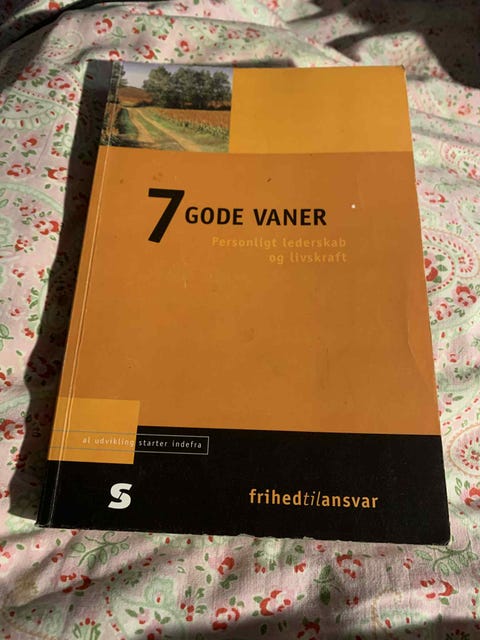 7 GODE VANER
Personligt lederskab
og livskraft
al udvikling starter indefra
S
frihedtilansvar